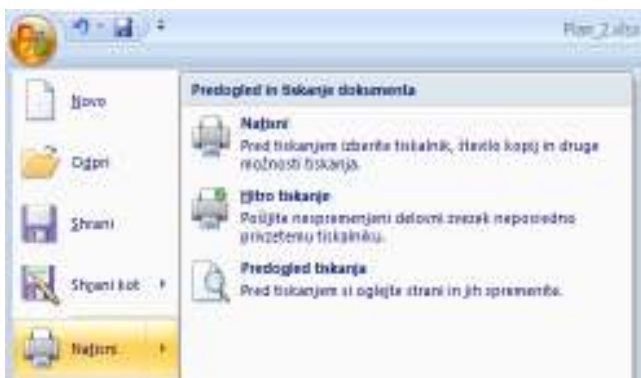 Plan_2.xlsx
Novo
Predogled in tiskanje dokumenta
Natisni
Pred tiskanjem izberite tiskalnik, število kopij in druge
možnosti tiskanja.
Odpri
Hitro tiskanje
Pošljite nespremenjeni delovni zvezek neposredno
privzetemu tiskalniku.
Shrani
Predogled tiskanja
Pred tiskanjem si oglejte strani in jih spremenite.
Shrani kot
Natisni